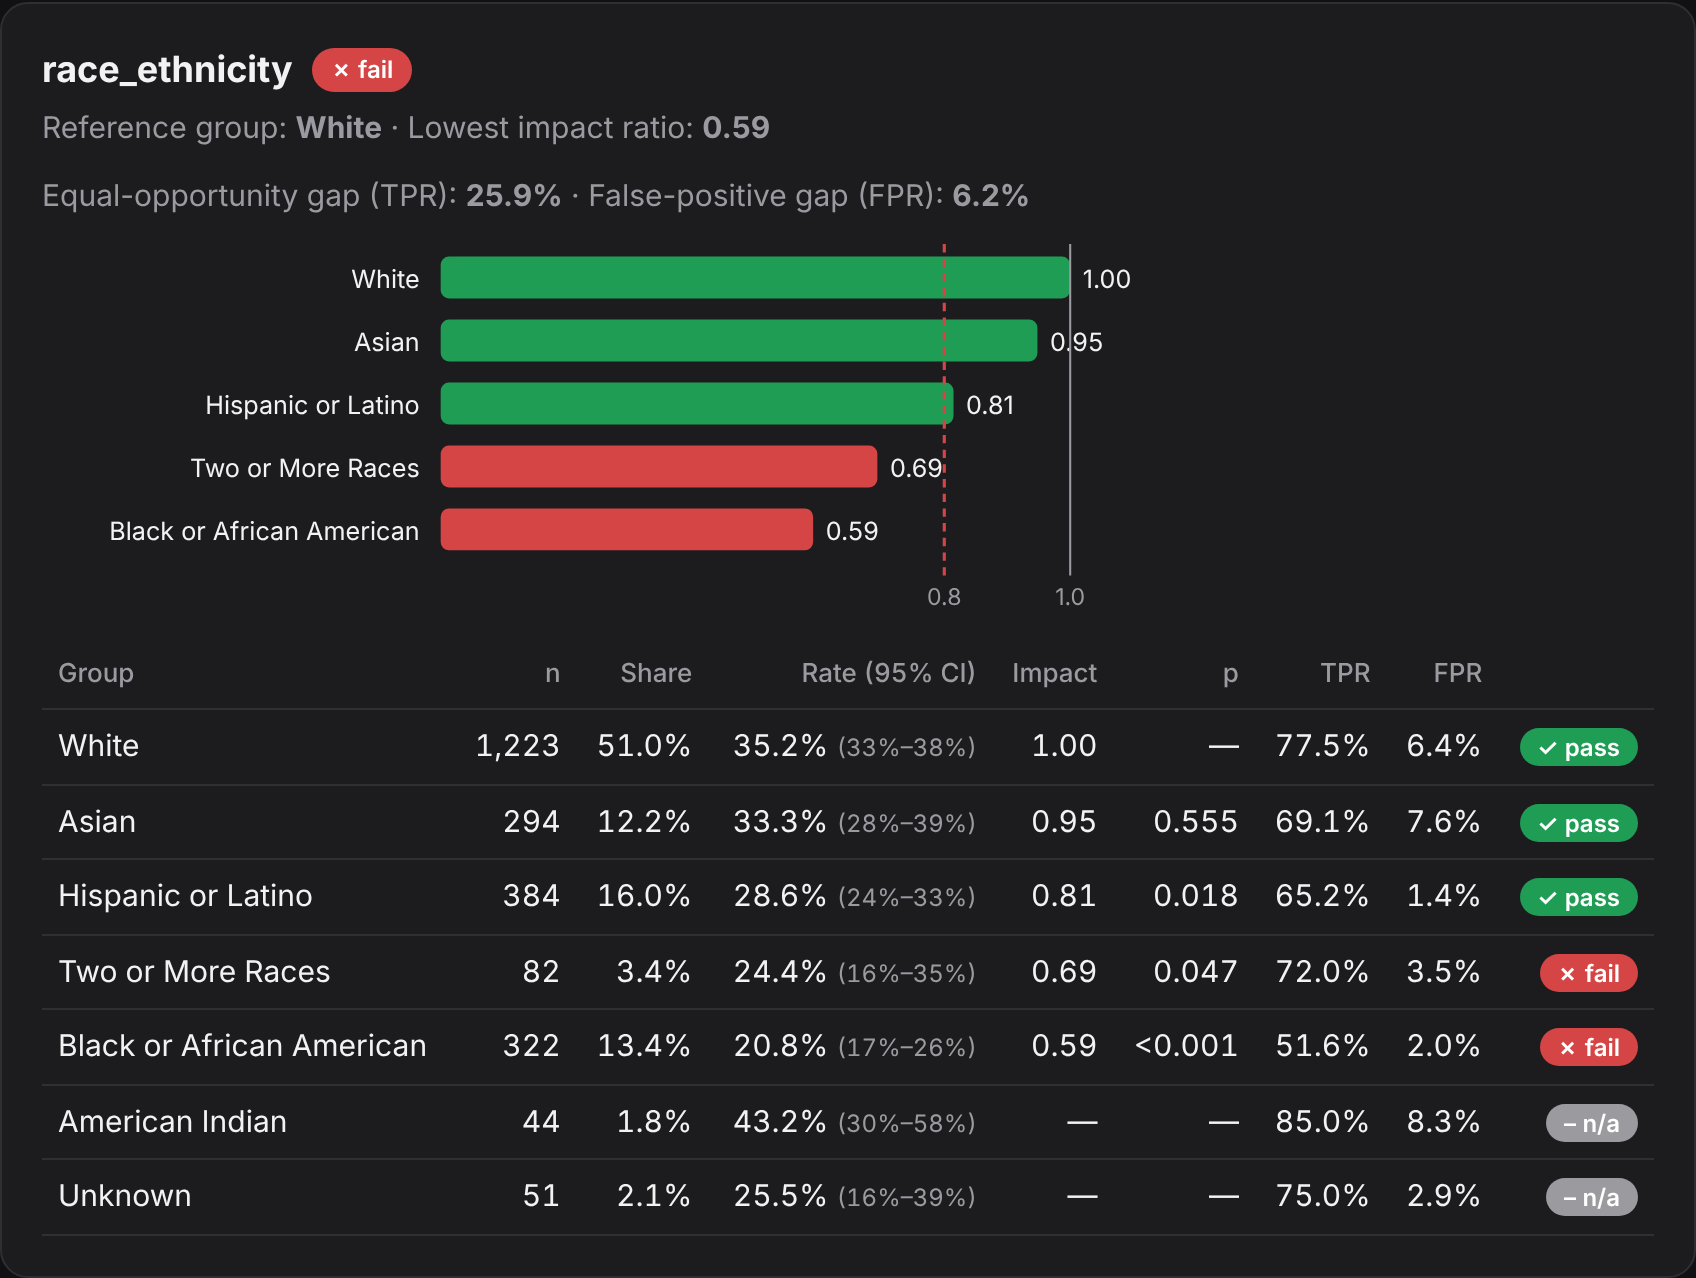 race_ethnicity × fail
Reference group: White · Lowest impact ratio: 0.59
Equal-opportunity gap (TPR): 25.9% · False-positive gap (FPR): 6.2%
White 1.00
Asian 0.95
Hispanic or Latino 0.81
Two or More Races 0.69
Black or African American 0.59
0.8 1.0
Group n Share Rate (95% CI) Impact p TPR FPR
White 1,223 51.0% 35.2% (33%–38%) 1.00 — 77.5% 6.4% ✓ pass
Asian 294 12.2% 33.3% (28%–39%) 0.95 0.555 69.1% 7.6% ✓ pass
Hispanic or Latino 384 16.0% 28.6% (24%–33%) 0.81 0.018 65.2% 1.4% ✓ pass
Two or More Races 82 3.4% 24.4% (16%–35%) 0.69 0.047 72.0% 3.5% × fail
Black or African American 322 13.4% 20.8% (17%–26%) 0.59 <0.001 51.6% 2.0% × fail
American Indian 44 1.8% 43.2% (30%–58%) — — 85.0% 8.3% – n/a
Unknown 51 2.1% 25.5% (16%–39%) — — 75.0% 2.9% – n/a